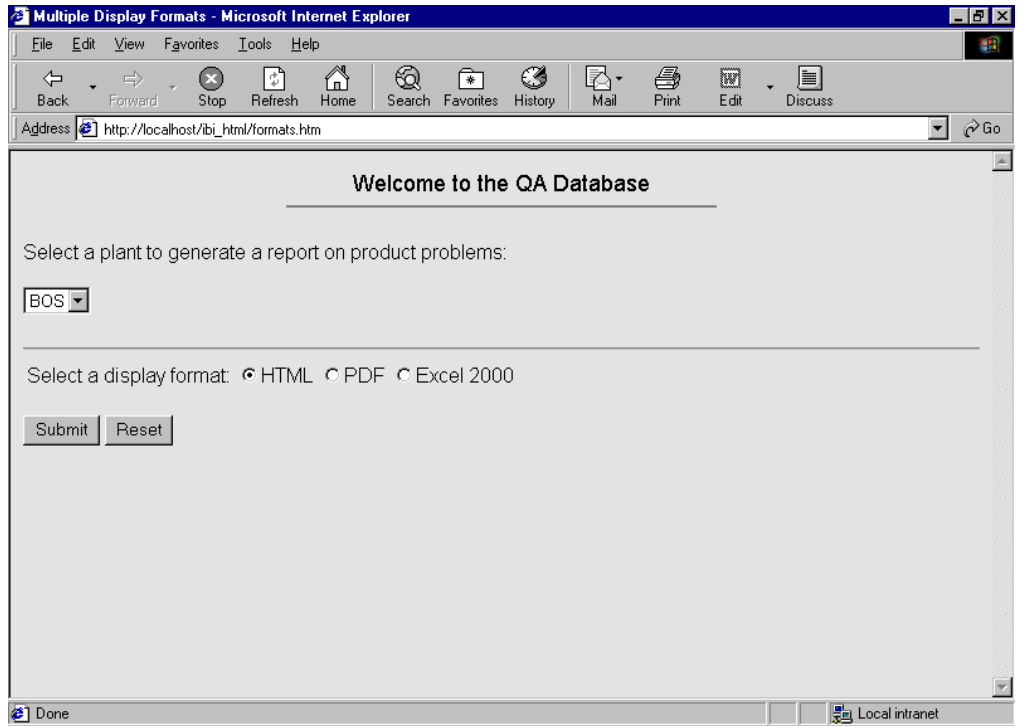 Multiple Display Formats - Microsoft Internet Explorer
File Edit View Favorites Tools Help
Back Forward Stop Refresh Home Search Favorites History Mail Print Edit Discuss
Address http://localhost/ibi_html/formats.htm Go
Welcome to the QA Database
Select a plant to generate a report on product problems:
BOS
Select a display format: HTML PDF Excel 2000
Submit Reset
Done Local intranet